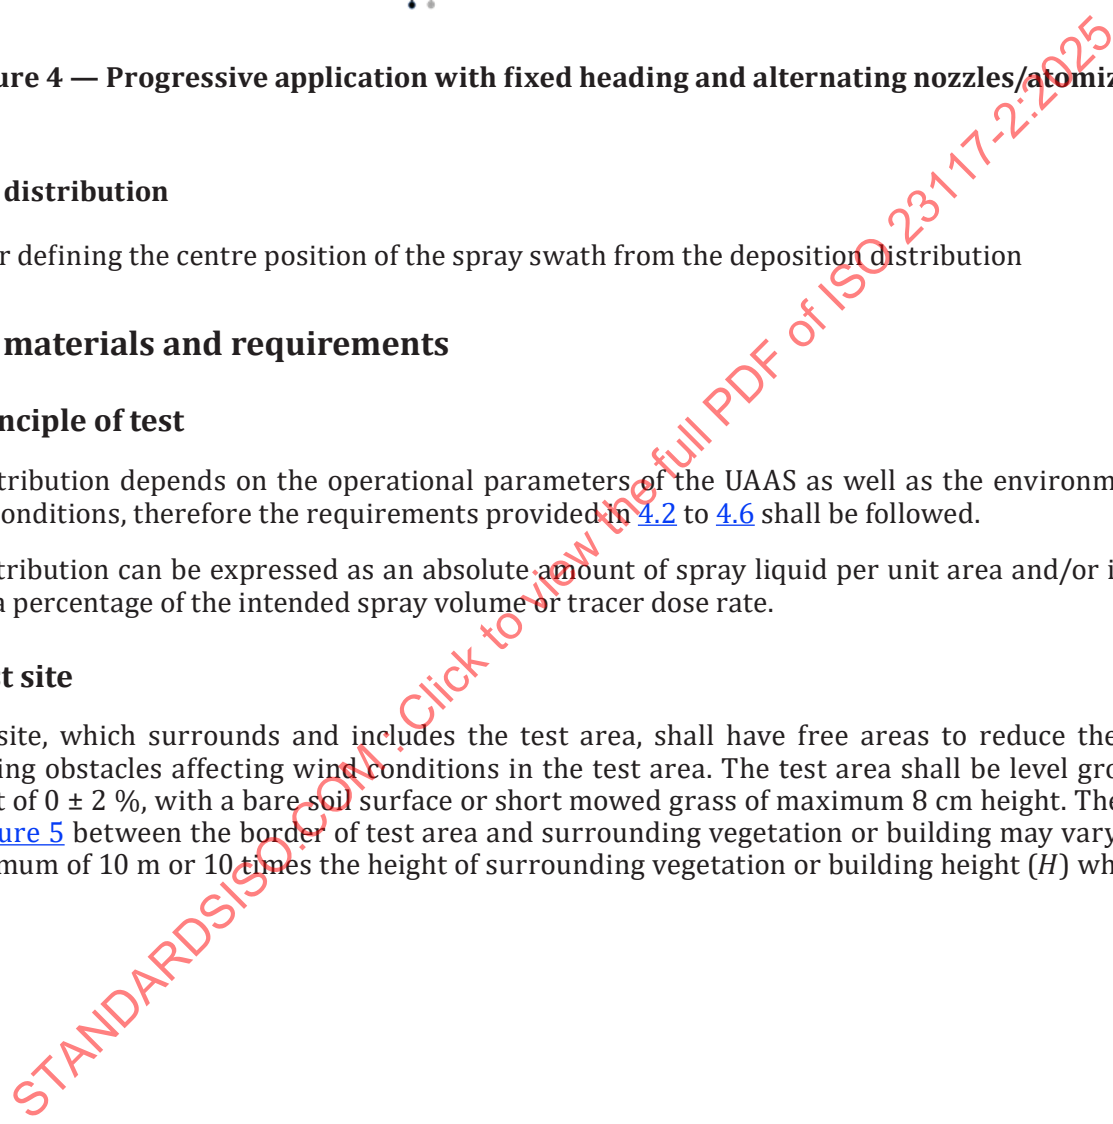 ure 4 — Progressive application with fixed heading and alternating nozzles/atomiz
distribution
r defining the centre position of the spray swath from the deposition distribution
materials and requirements
nciple of test
tribution depends on the operational parameters of the UAAS as well as the environm
onditions, therefore the requirements provided in 4.2 to 4.6 shall be followed.
tribution can be expressed as an absolute amount of spray liquid per unit area and/or i
a percentage of the intended spray volume or tracer dose rate.
t site
site, which surrounds and includes the test area, shall have free areas to reduce the
ing obstacles affecting wind conditions in the test area. The test area shall be level gro
t of 0 ± 2 %, with a bare soil surface or short mowed grass of maximum 8 cm height. The
ure 5 between the border of test area and surrounding vegetation or building may vary
mum of 10 m or 10 times the height of surrounding vegetation or building height (H) wh
STANDARDSISO.COM : Click to view the full PDF of ISO 23117-2:2025